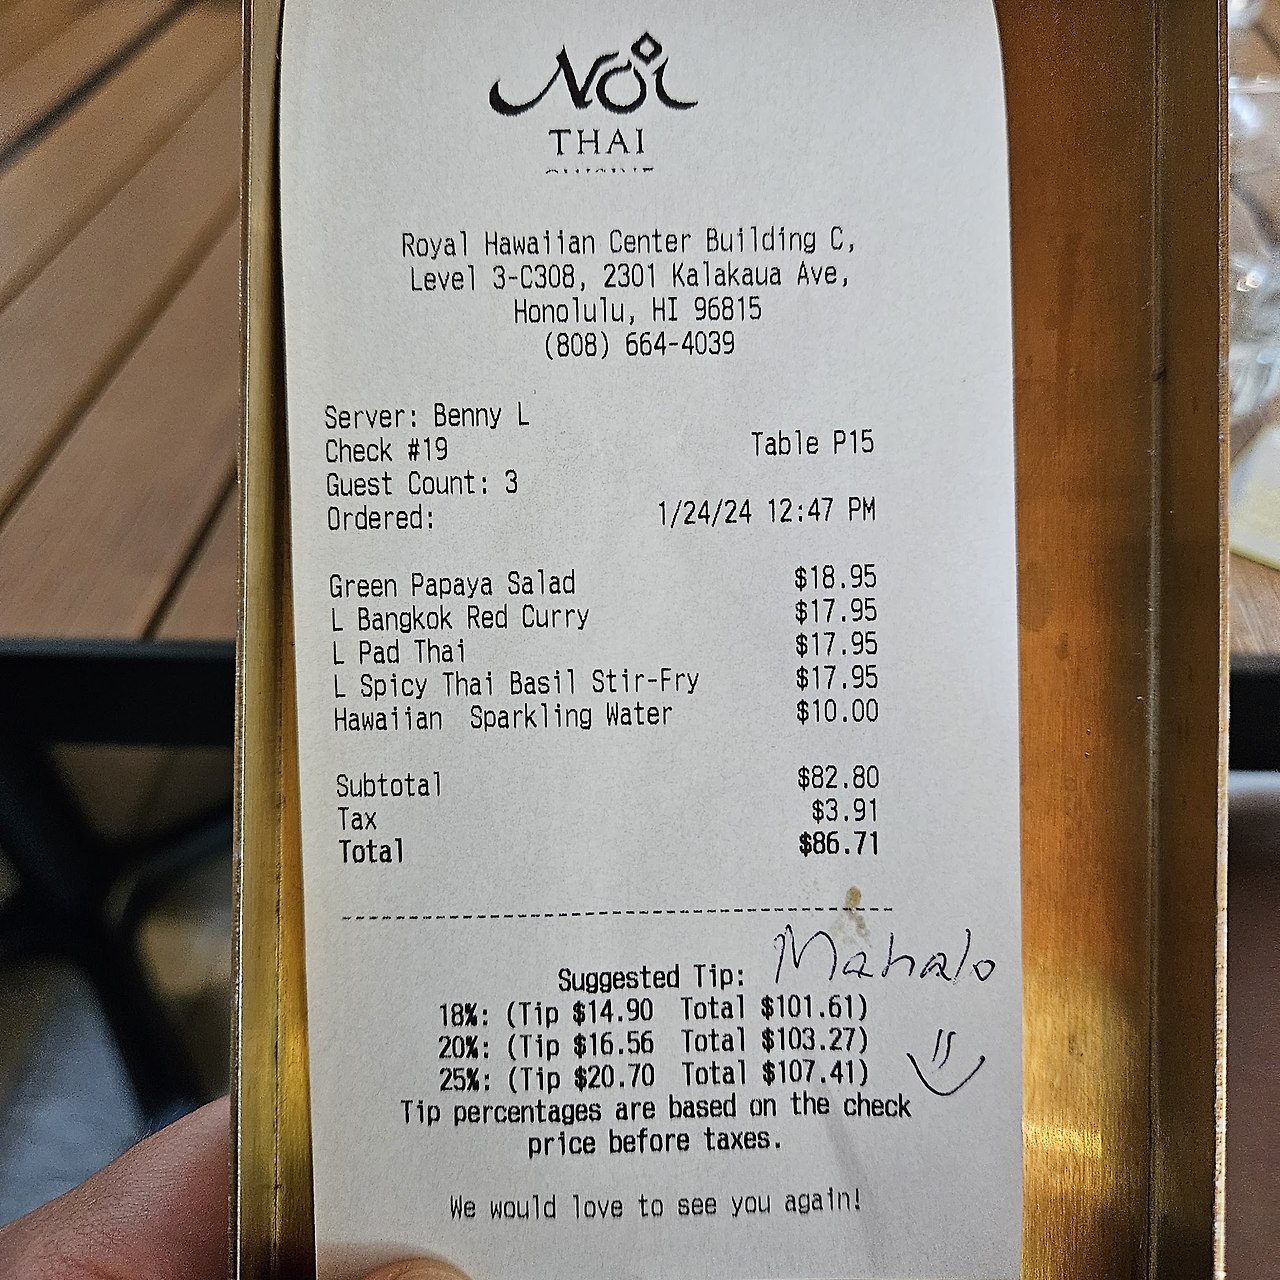 Noi
THAI
Royal Hawaiian Center Building C,
Level 3-C308, 2301 Kalakaua Ave,
Honolulu, HI 96815
(808) 664-4039
Server: Benny L
Check #19 Table P15
Guest Count: 3
Ordered: 1/24/24 12:47 PM
Green Papaya Salad $18.95
L Bangkok Red Curry $17.95
L Pad Thai $17.95
L Spicy Thai Basil Stir-Fry $17.95
Hawaiian Sparkling Water $10.00
Subtotal $82.80
Tax $3.91
Total $86.71
Mahalo
Suggested Tip:
18%: (Tip $14.90 Total $101.61)
20%: (Tip $16.56 Total $103.27)
25%: (Tip $20.70 Total $107.41)
Tip percentages are based on the check
price before taxes.
We would love to see you again!